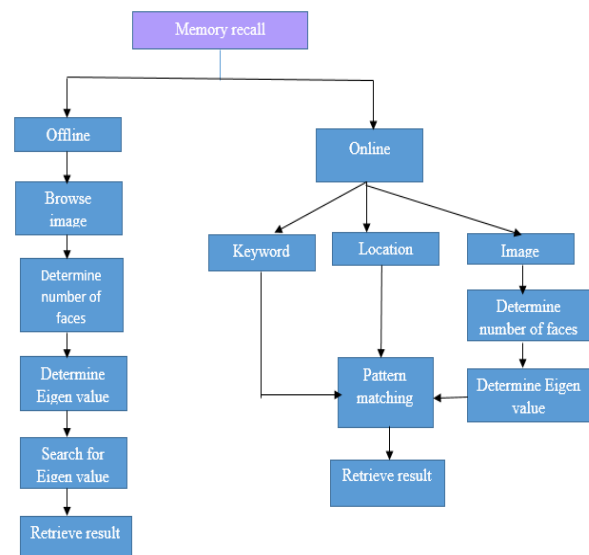 Memory recall
Offline
Browse
image
Determine
number of
faces
Determine
Eigen value
Search for
Eigen value
Retrieve result
Online
Keyword
Location
Image
Determine
number of faces
Determine Eigen
value
Pattern
matching
Retrieve result